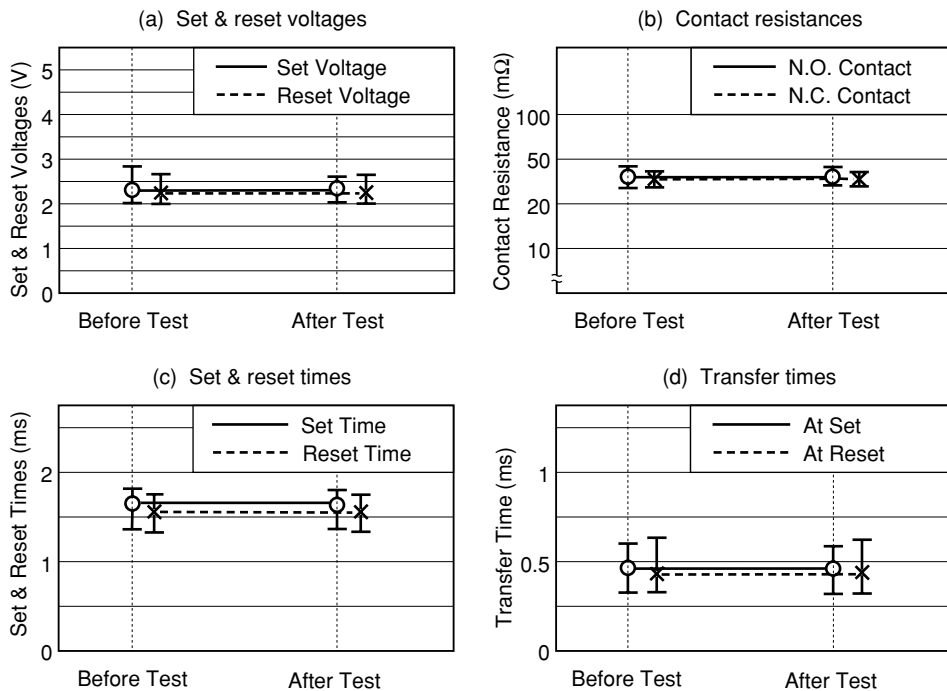 (a) Set & reset voltages
Set & Reset Voltages (V)
5
4
3
2
1
0
Set Voltage
Reset Voltage
Before Test
After Test
(b) Contact resistances
Contact Resistance (mΩ)
100
50
20
10
N.O. Contact
N.C. Contact
Before Test
After Test
(c) Set & reset times
Set & Reset Times (ms)
2
1
0
Set Time
Reset Time
Before Test
After Test
(d) Transfer times
Transfer Time (ms)
1
0.5
0
At Set
At Reset
Before Test
After Test